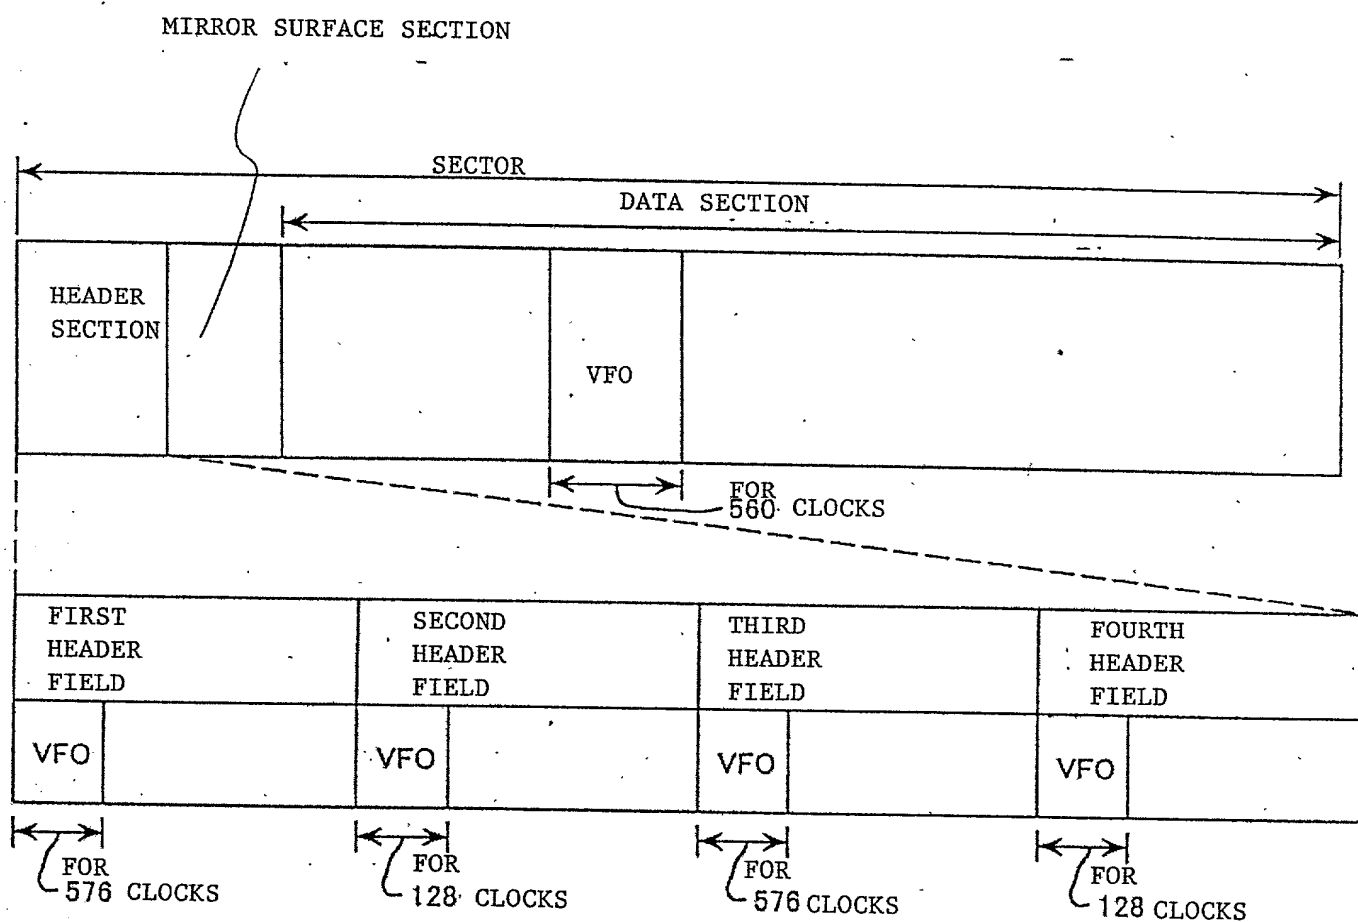 MIRROR SURFACE SECTION
SECTOR
DATA SECTION
HEADER
SECTION
VFO
FOR
560 CLOCKS
FIRST
HEADER
FIELD
SECOND
HEADER
FIELD
THIRD
HEADER
FIELD
FOURTH
HEADER
FIELD
VFO
VFO
VFO
VFO
FOR
576 CLOCKS
FOR
128 CLOCKS
FOR
576 CLOCKS
FOR
128 CLOCKS